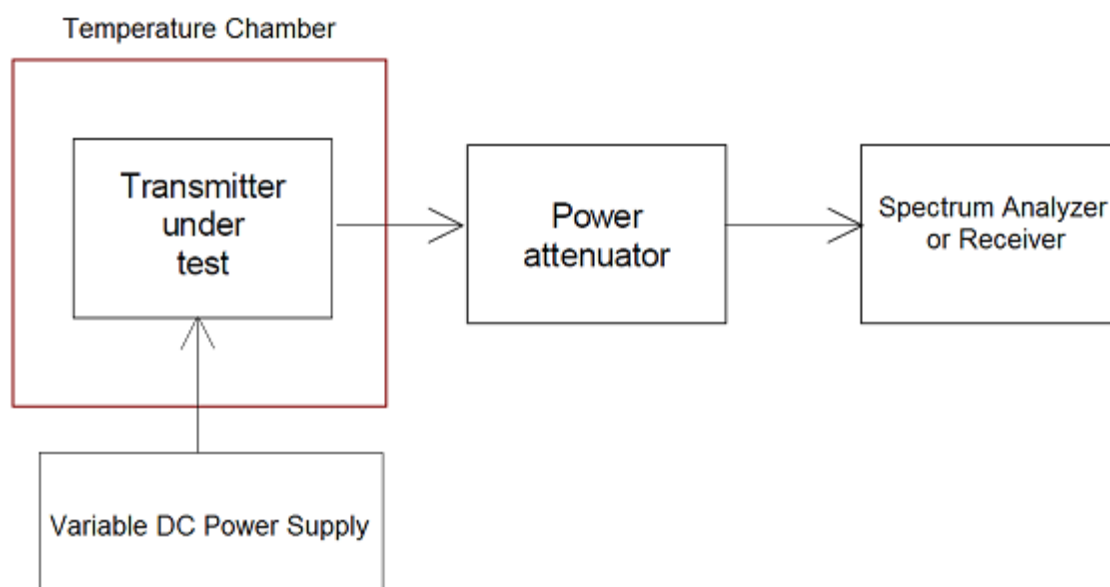 Temperature Chamber
Transmitter
under
test
Power
attenuator
Spectrum Analyzer
or Receiver
Variable DC Power Supply